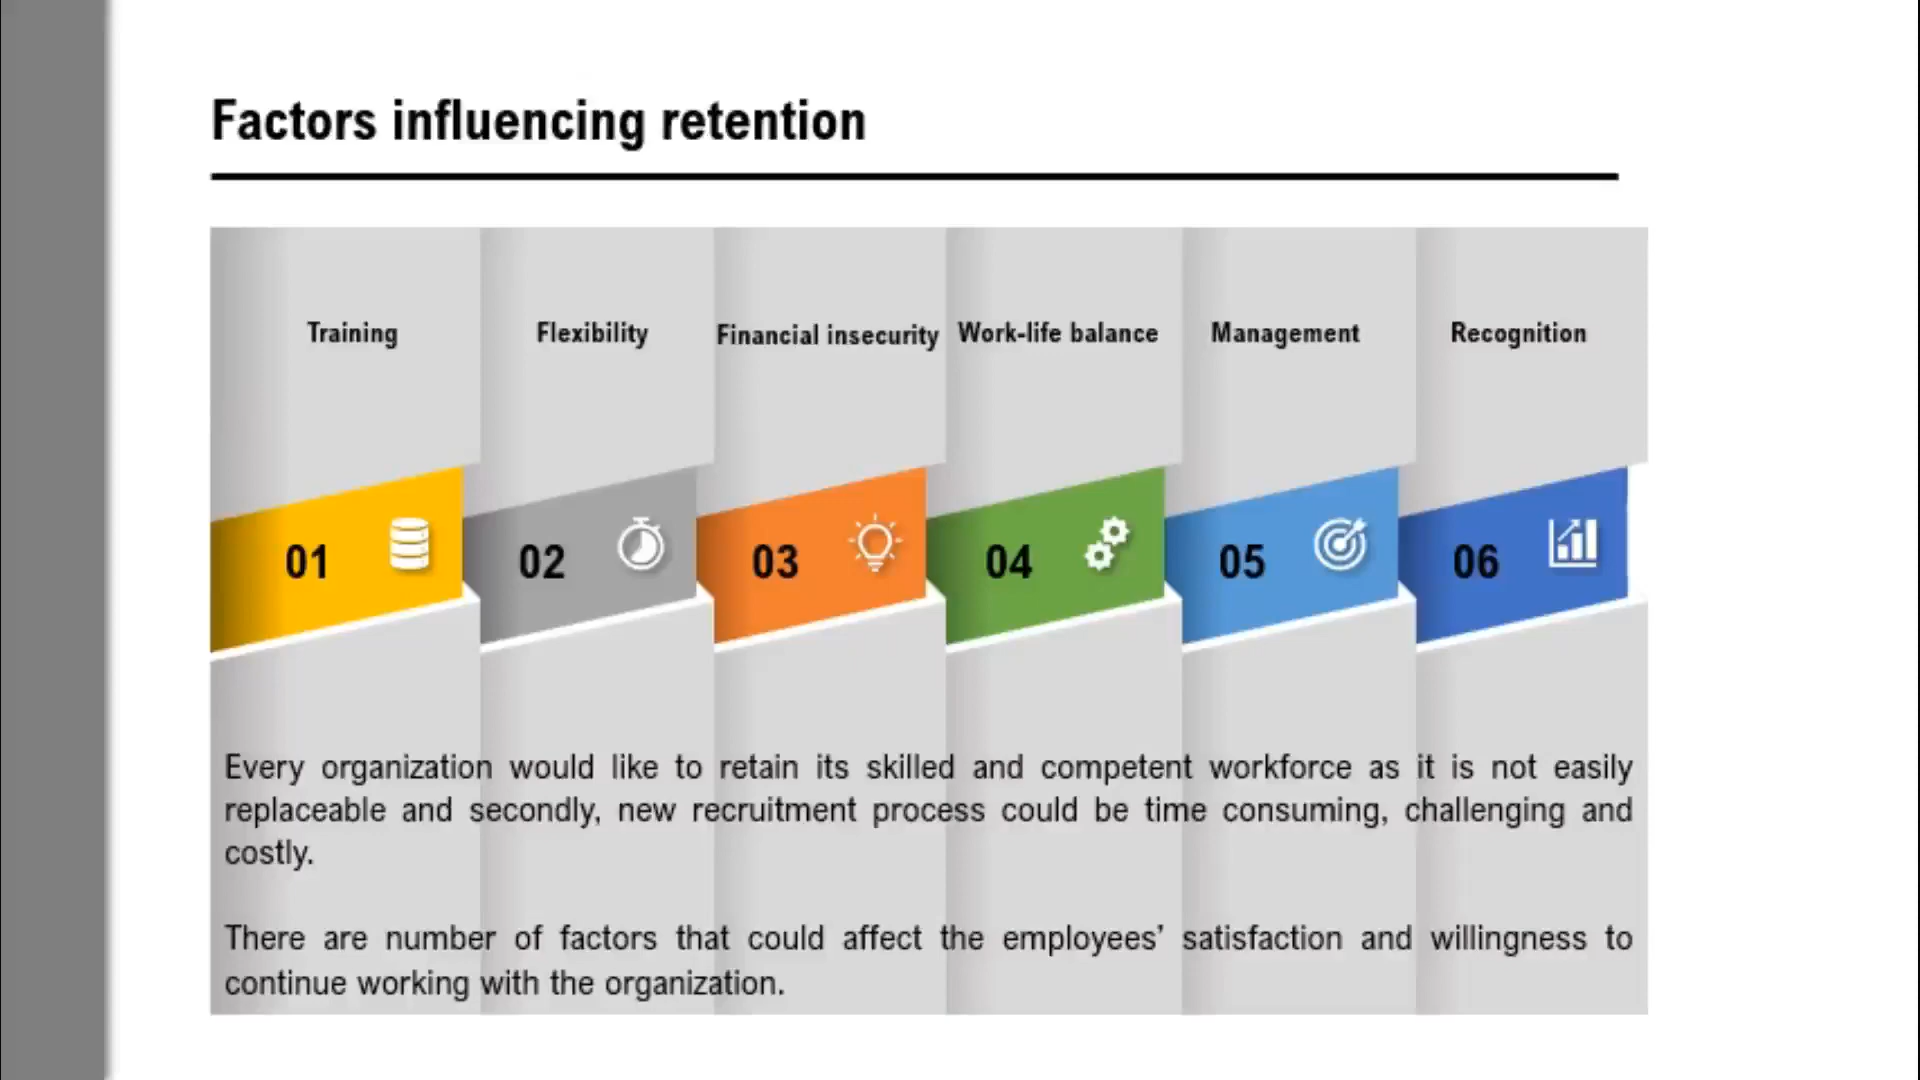 Factors influencing retention
Training
Flexibility
Financial insecurity
Work-life balance
Management
Recognition
01
02
03
04
05
06
Every organization would like to retain its skilled and competent workforce as it is not easily
replaceable and secondly, new recruitment process could be time consuming, challenging and
costly.
There are number of factors that could affect the employees’ satisfaction and willingness to
continue working with the organization.